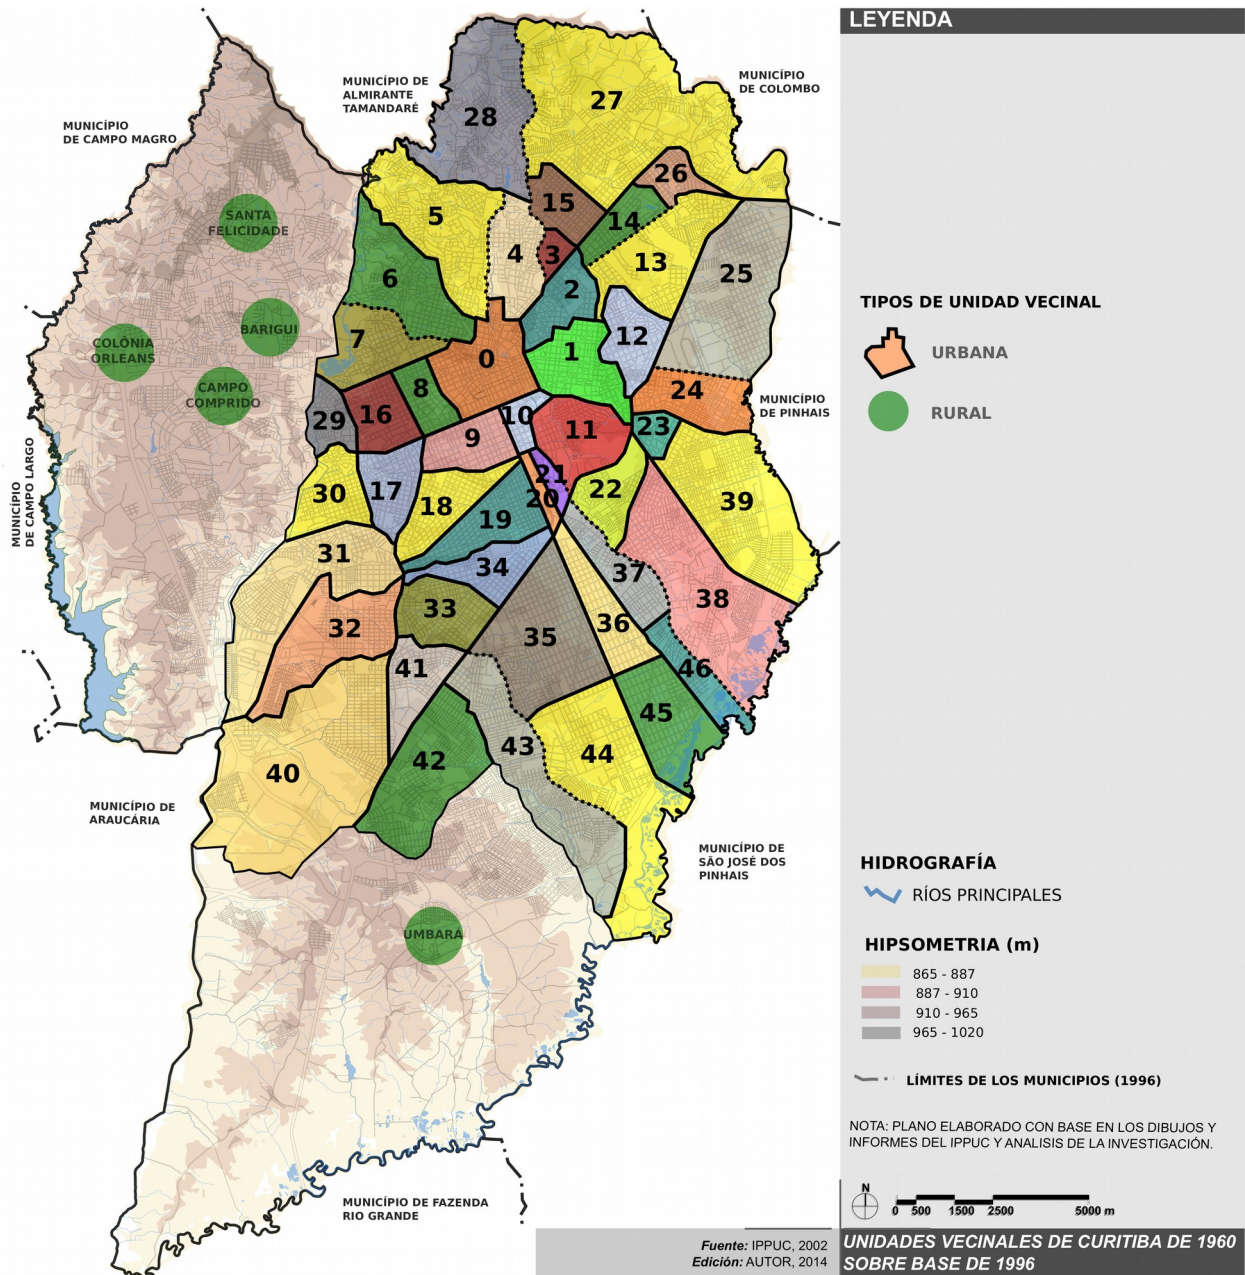 LEYENDA
MUNICÍPIO DE
ALMIRANTE
TAMANDARÉ
MUNICÍPIO
DE COLOMBO
MUNICÍPIO
DE CAMPO MAGRO
27
28
26
15
SANTA
FELICIDADE
5
14
4
3
13
25
6
2
TIPOS DE UNIDAD VECINAL
BARIGUI
COLÔNIA
ORLEANS
7
12
1
0
URBANA
CAMPO
COMPRIDO
8
24
MUNICÍPIO
DE PINHAIS
RURAL
29
16
10
9
11
23
MUNICÍPIO
DE CAMPO LARGO
30
17
18
21
20
22
39
19
31
34
37
38
33
32
36
35
41
46
45
43
44
42
40
MUNICÍPIO DE
ARAUCÁRIA
MUNICÍPIO DE
SÃO JOSÉ DOS
PINHAIS
HIDROGRAFÍA
RÍOS PRINCIPALES
UMBARÁ
HIPSOMETRIA (m)
865 - 887
887 - 910
910 - 965
965 - 1020
LÍMITES DE LOS MUNICIPIOS (1996)
NOTA: PLANO ELABORADO CON BASE EN LOS DIBUJOS Y
INFORMES DEL IPPUC Y ANALISIS DE LA INVESTIGACIÓN.
MUNICÍPIO DE FAZENDA
RIO GRANDE
N
0 500 1500 2500 5000 m
Fuente: IPPUC, 2002
Edición: AUTOR, 2014
UNIDADES VECINALES DE CURITIBA DE 1960
SOBRE BASE DE 1996